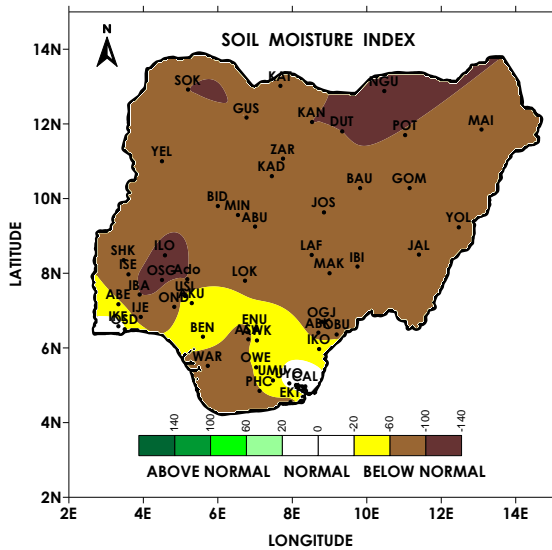 SOIL MOISTURE INDEX
N
14N
12N
10N
8N
6N
4N
2N
LATITUDE
SOK
KAT
NGU
GUS
KAN
DUT
POT
MAI
YEL
ZAR
KAD
BAU
GOM
BID
MIN
ABU
JOS
YOL
SHK
ISE
ILO
OSG
Ado
LOK
LAF
MAK
IBI
JAL
IBA
ABE
IJE
OND
USI
AKU
IKE
OSD
BEN
ENU
AWK
OGJ
ABK
OBU
IKO
WAR
OWE
UMU
UYO
CAL
PHC
EKT
140
100
60
20
0
-20
-60
-100
-140
ABOVE NORMAL NORMAL BELOW NORMAL
2E 4E 6E 8E 10E 12E 14E
LONGITUDE